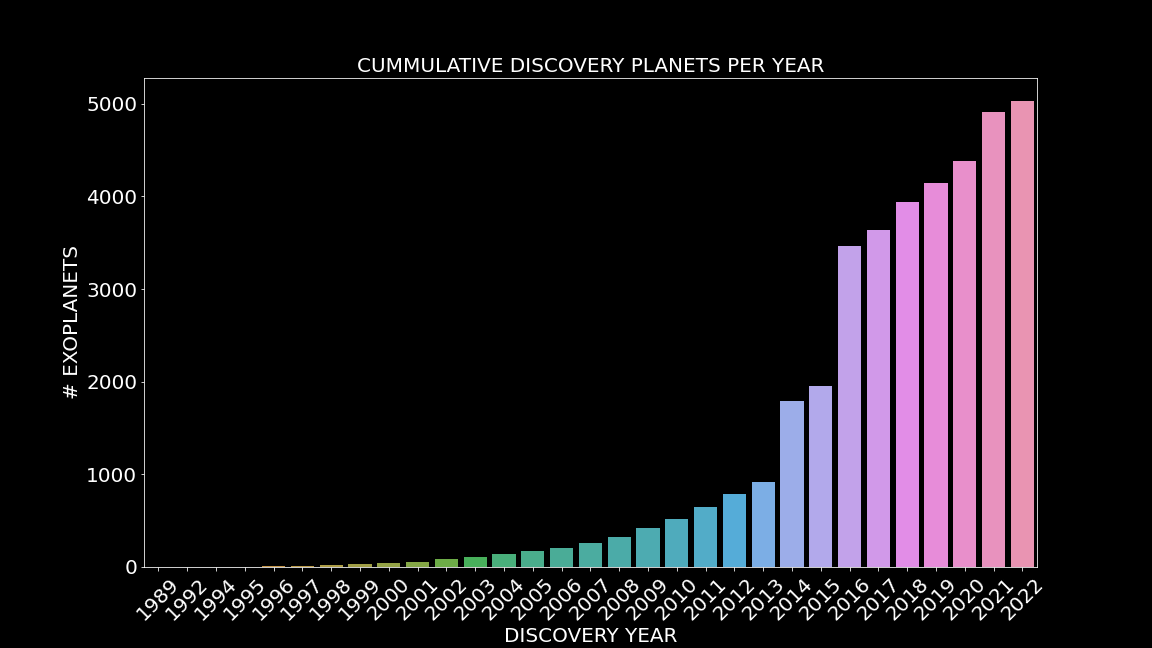 CUMMULATIVE DISCOVERY PLANETS PER YEAR
# EXOPLANETS
5000
4000
3000
2000
1000
0
1989 1992 1994 1995 1996 1997 1998 1999 2000 2001 2002 2003 2004 2005 2006 2007 2008 2009 2010 2011 2012 2013 2014 2015 2016 2017 2018 2019 2020 2021 2022
DISCOVERY YEAR